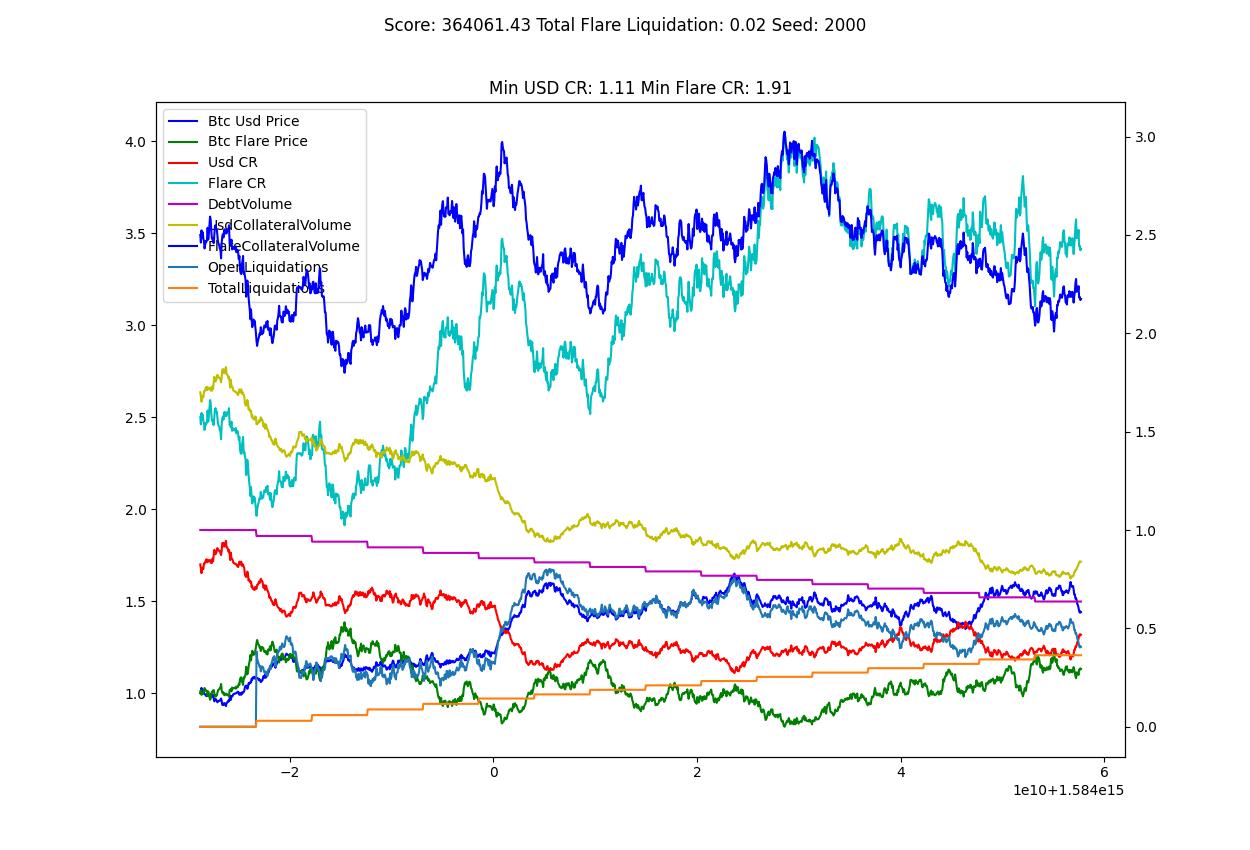 Score: 364061.43 Total Flare Liquidation: 0.02 Seed: 2000
Min USD CR: 1.11 Min Flare CR: 1.91
Btc Usd Price
Btc Flare Price
Usd CR
Flare CR
DebtVolume
UsdCollateralVolume
FlareCollateralVolume
OpenLiquidations
TotalLiquidations
4.0
3.5
3.0
2.5
2.0
1.5
1.0
3.0
2.5
2.0
1.5
1.0
0.5
0.0
−2
0
2
4
6
1e10+1.584e15